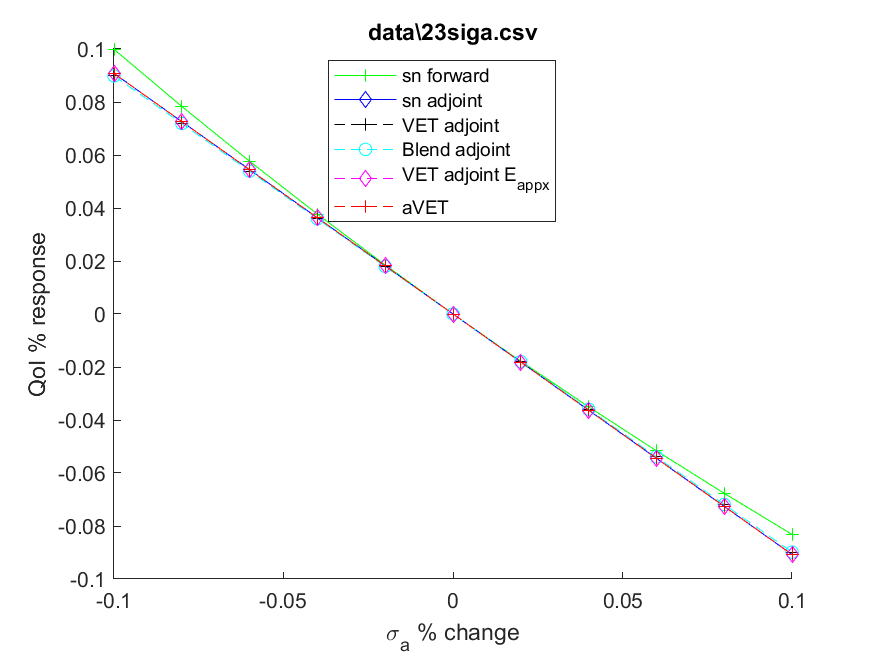 data\23siga.csv
sn forward
sn adjoint
VET adjoint
Blend adjoint
VET adjoint E_appx
aVET
0.1
0.08
0.06
0.04
0.02
0
-0.02
-0.04
-0.06
-0.08
-0.1
QoI % response
-0.1 -0.05 0 0.05 0.1
σ_a % change